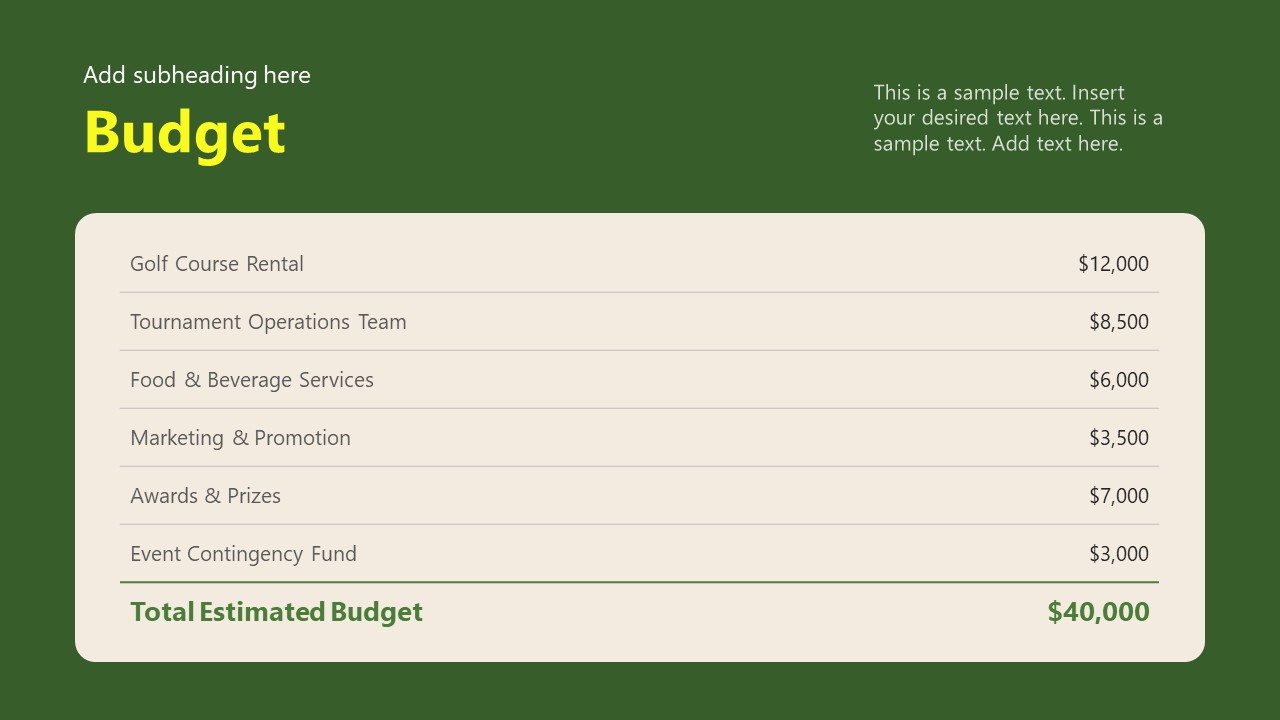 Add subheading here
Budget
This is a sample text. Insert
your desired text here. This is a
sample text. Add text here.
Golf Course Rental $12,000
Tournament Operations Team $8,500
Food & Beverage Services $6,000
Marketing & Promotion $3,500
Awards & Prizes $7,000
Event Contingency Fund $3,000
Total Estimated Budget $40,000